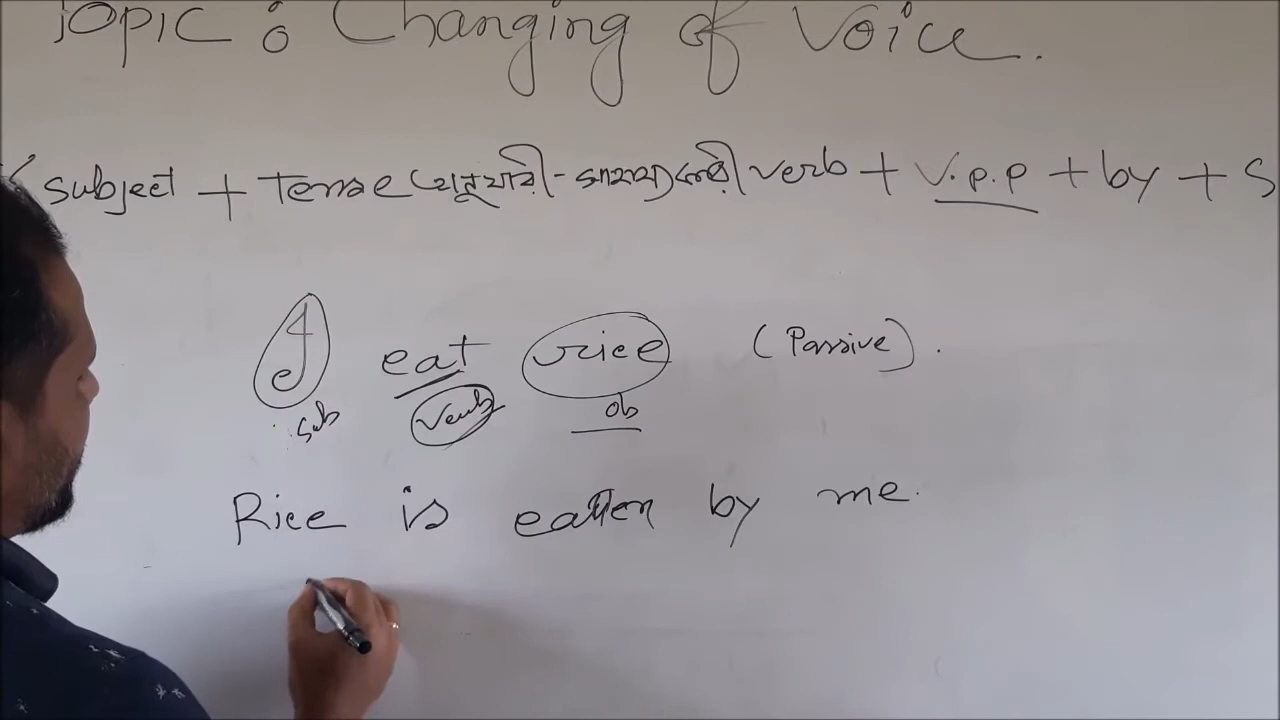 Topic : Changing of Voice.
subject + Tense (অনুযায়ী - সাহায্যকারী verb + V.p.p + by + S
I eat rice (Passive).
sub verb ob
Rice is eaten by me.